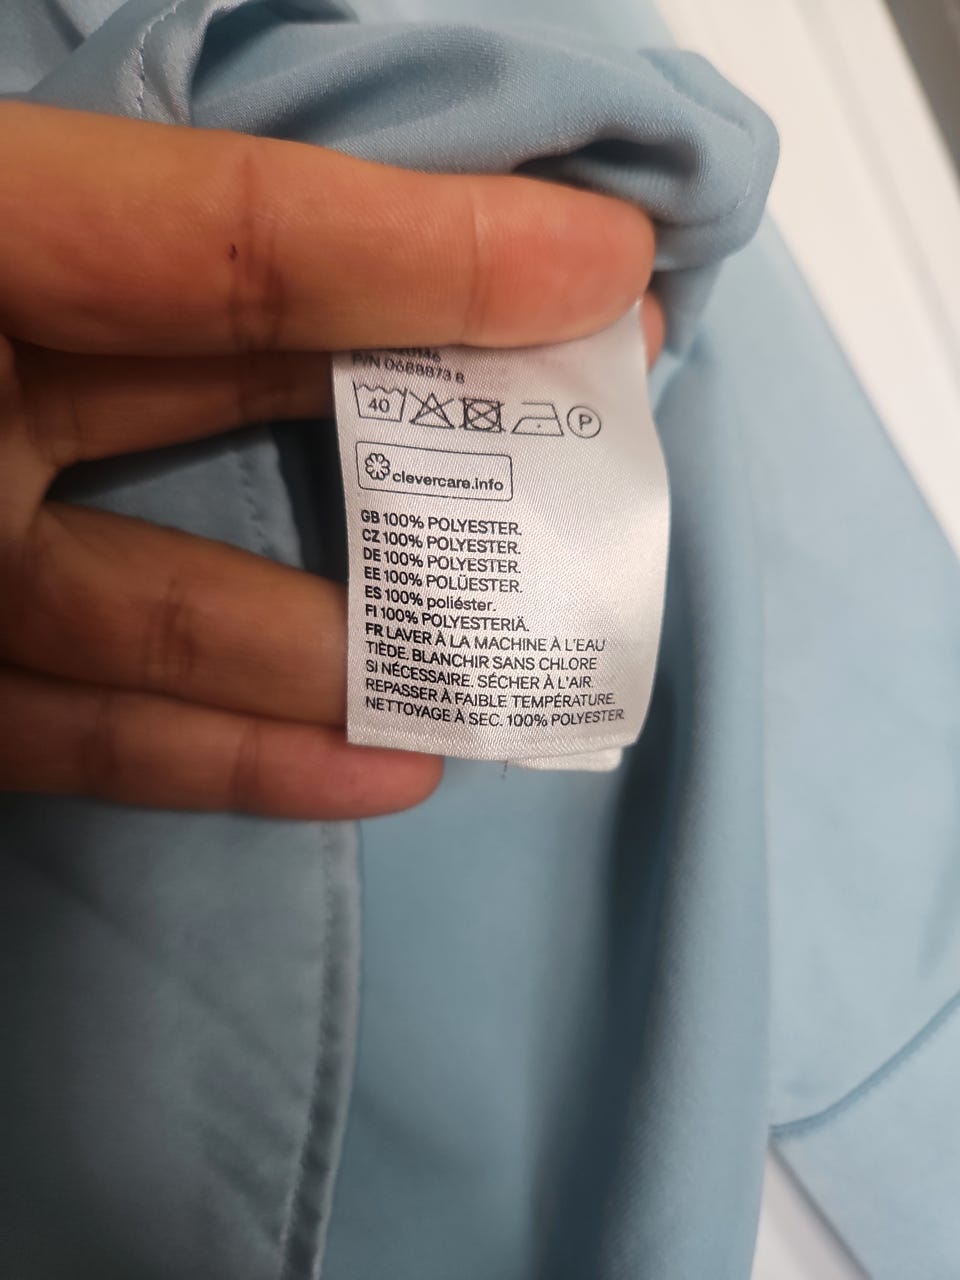 P/N 0688873 8
40
P
clevercare.info
GB 100% POLYESTER.
CZ 100% POLYESTER.
DE 100% POLYESTER.
EE 100% POLÜESTER.
ES 100% poliéster.
FI 100% POLYESTERIÄ.
FR LAVER À LA MACHINE À L'EAU
TIÈDE. BLANCHIR SANS CHLORE
SI NÉCESSAIRE. SÉCHER À L'AIR.
REPASSER À FAIBLE TEMPÉRATURE.
NETTOYAGE À SEC. 100% POLYESTER.